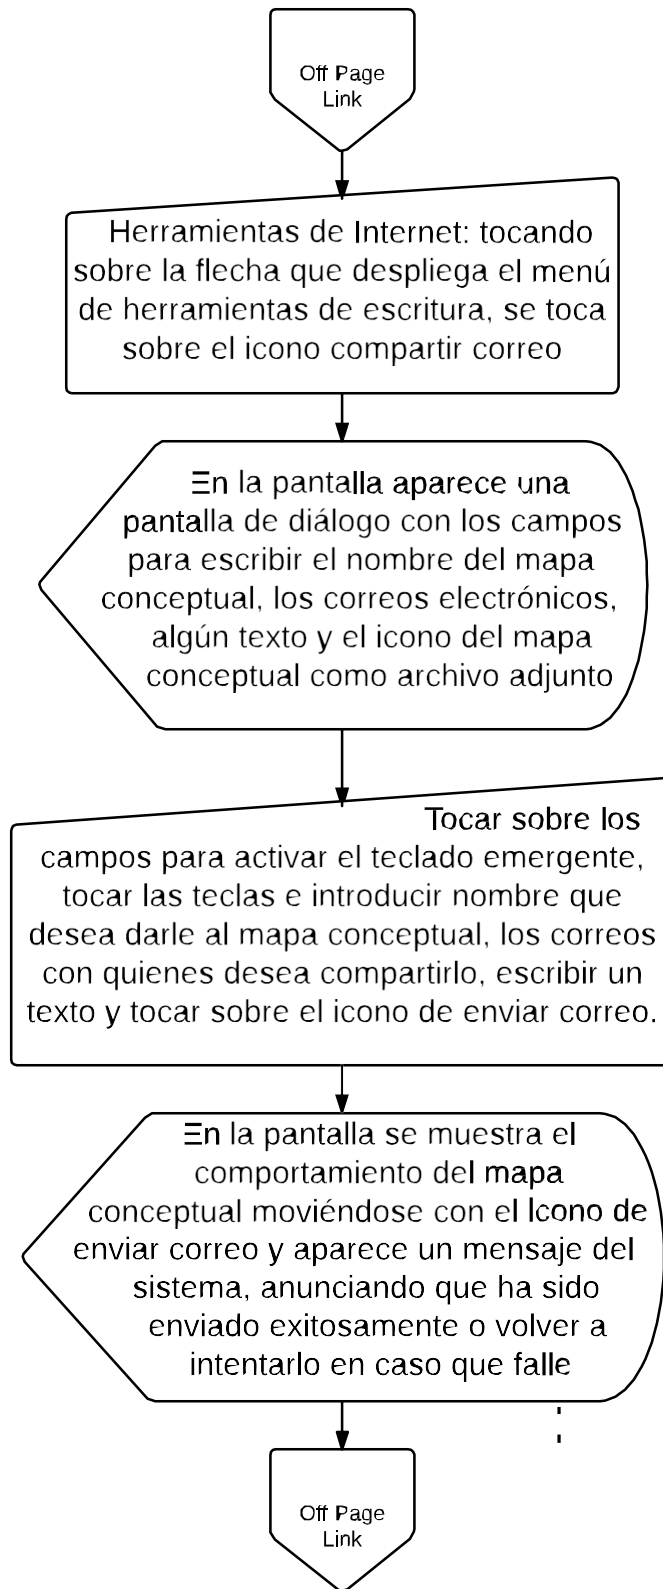 Off Page
Link
Herramientas de Internet: tocando
sobre la flecha que despliega el menú
de herramientas de escritura, se toca
sobre el icono compartir correo
En la pantalla aparece una
pantalla de diálogo con los campos
para escribir el nombre del mapa
conceptual, los correos electrónicos,
algún texto y el icono del mapa
conceptual como archivo adjunto
Tocar sobre los
campos para activar el teclado emergente,
tocar las teclas e introducir nombre que
desea darle al mapa conceptual, los correos
con quienes desea compartirlo, escribir un
texto y tocar sobre el icono de enviar correo.
En la pantalla se muestra el
comportamiento del mapa
conceptual moviéndose con el Icono de
enviar correo y aparece un mensaje del
sistema, anunciando que ha sido
enviado exitosamente o volver a
intentarlo en caso que falle
Off Page
Link